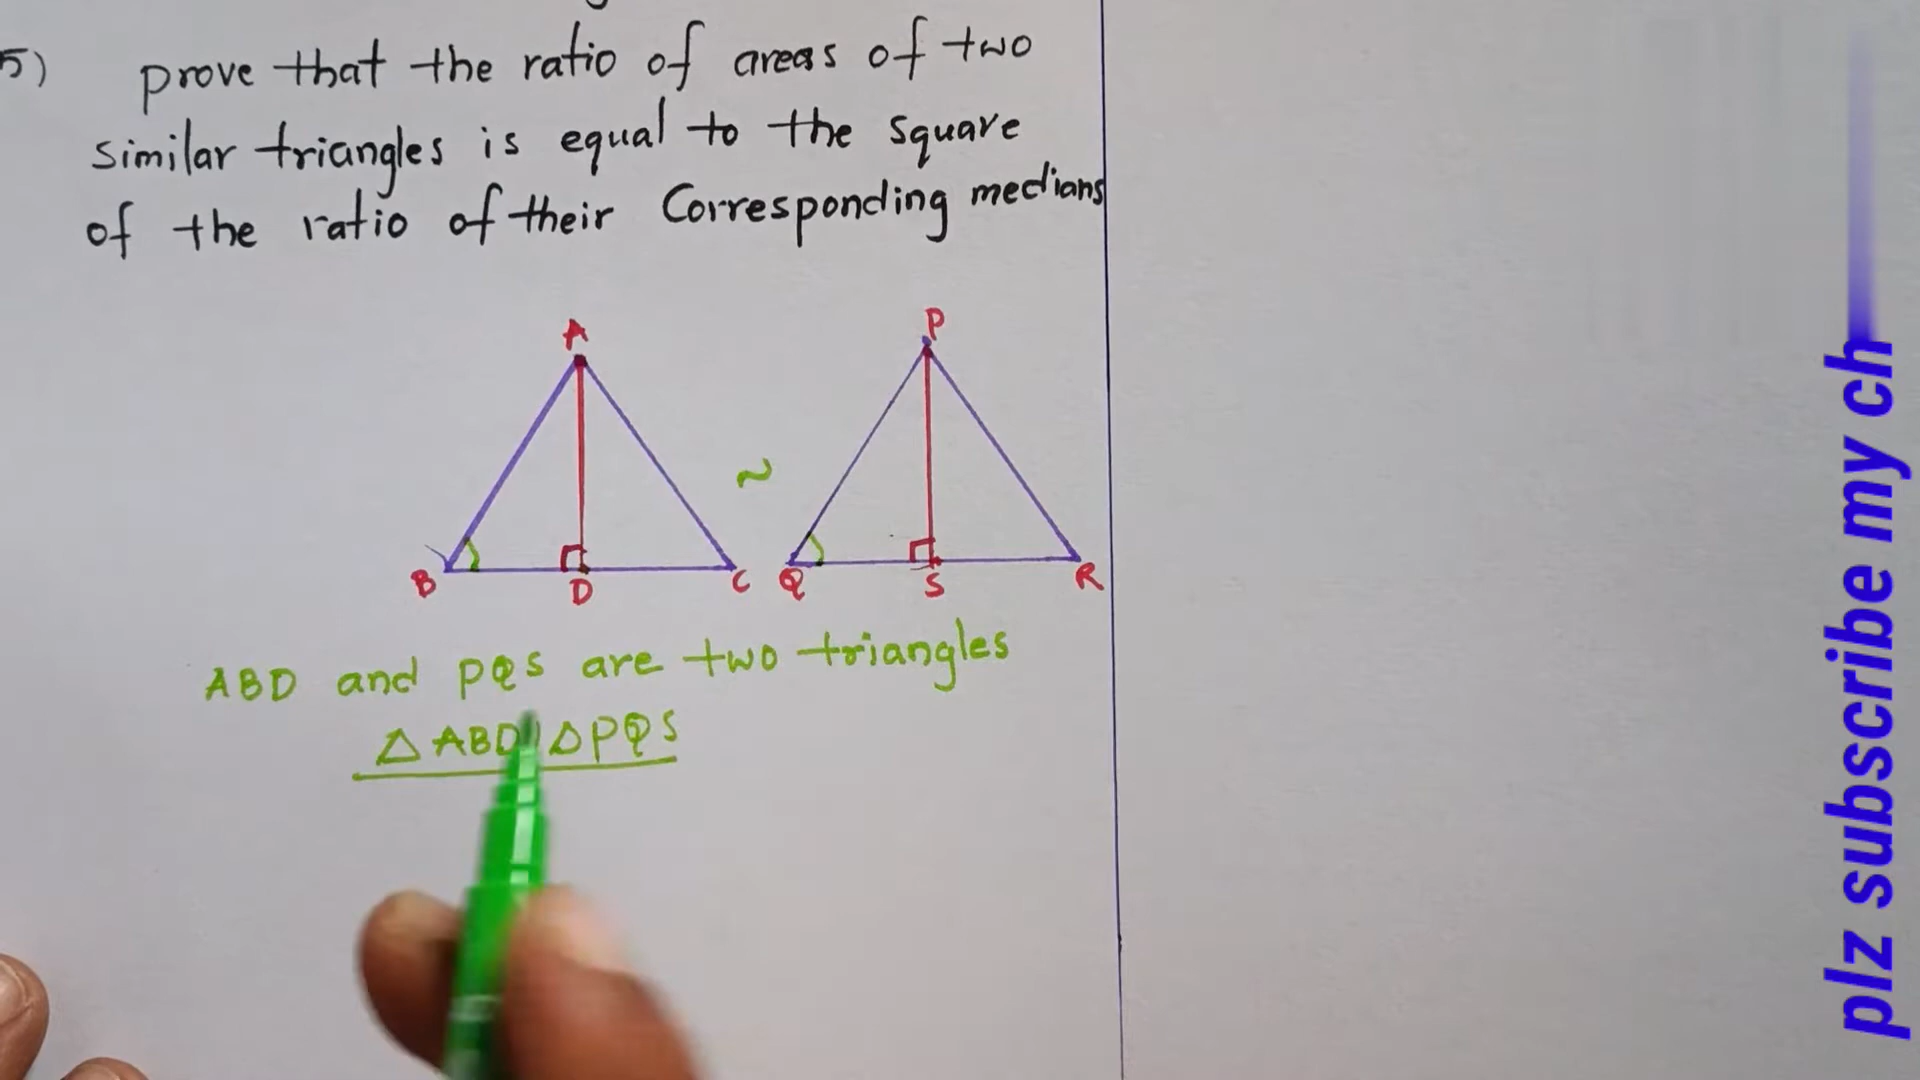 5) prove that the ratio of areas of two
similar triangles is equal to the square
of the ratio of their Corresponding medians
A
P
~
B D C Q S R
ABD and PQS are two triangles
△ ABD △ PQS
plz subscribe my ch